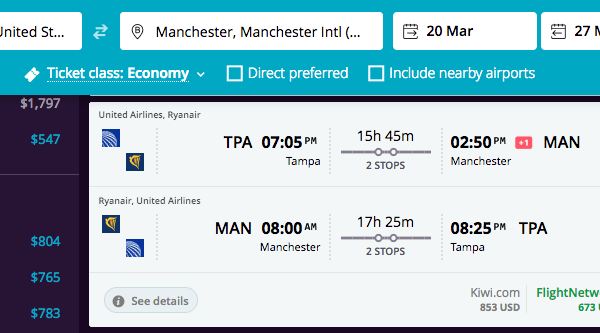 United St...
B Manchester, Manchester Intl (...
20 Mar
27 M
Ticket class: Economy
Direct preferred
Include nearby airports
$1,797
$547
$804
$765
$783
United Airlines, Ryanair
TPA 07:05 PM
15h 45m
02:50 PM +1 MAN
Tampa
2 STOPS
Manchester
Ryanair, United Airlines
MAN 08:00 AM
17h 25m
08:25 PM TPA
Manchester
2 STOPS
Tampa
i See details
Kiwi.com
853 USD
FlightNetw
673